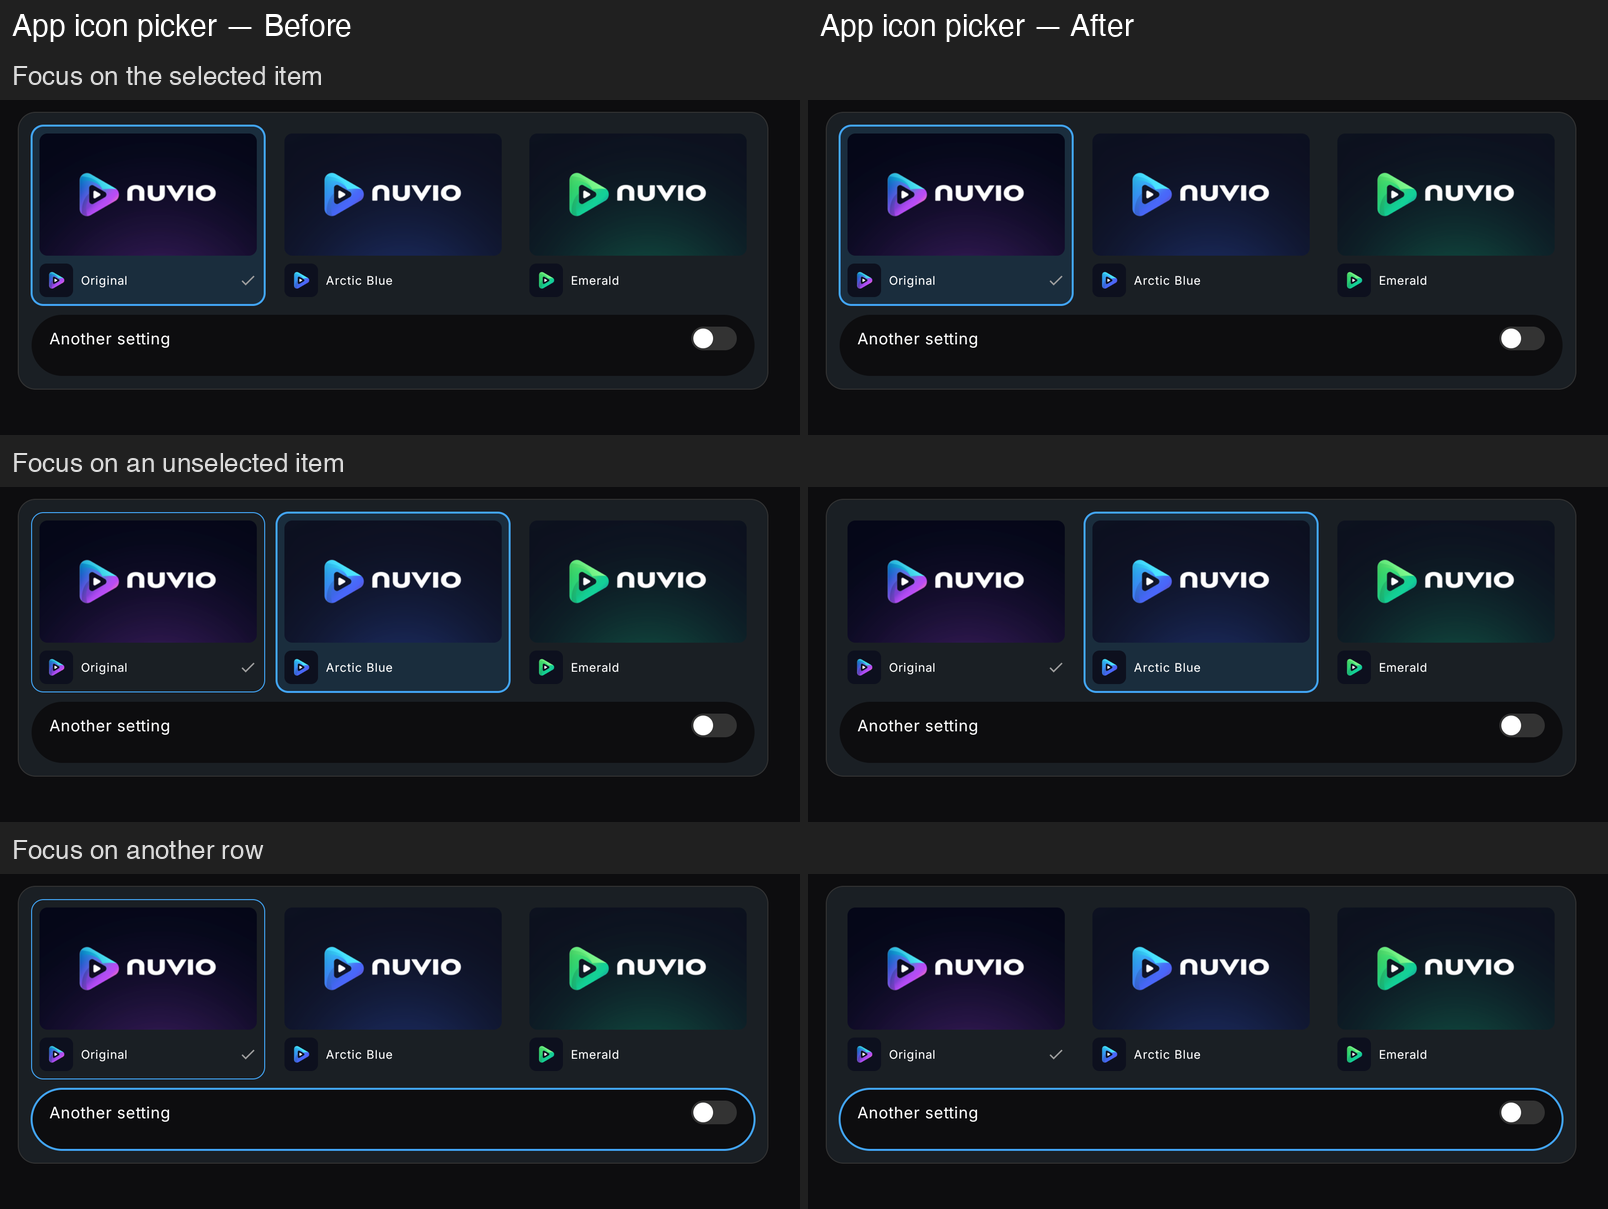 App icon picker — Before
App icon picker — After
Focus on the selected item
nuvio nuvio nuvio
Original Arctic Blue Emerald
Another setting
nuvio nuvio nuvio
Original Arctic Blue Emerald
Another setting
Focus on an unselected item
nuvio nuvio nuvio
Original Arctic Blue Emerald
Another setting
nuvio nuvio nuvio
Original Arctic Blue Emerald
Another setting
Focus on another row
nuvio nuvio nuvio
Original Arctic Blue Emerald
Another setting
nuvio nuvio nuvio
Original Arctic Blue Emerald
Another setting